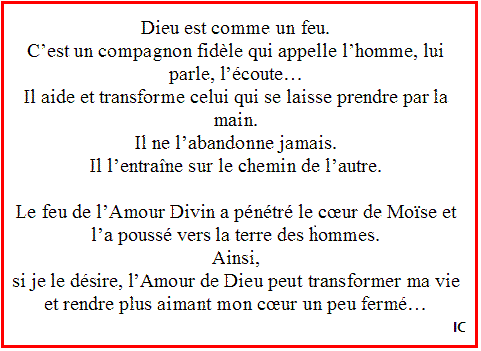 Dieu est comme un feu.
C’est un compagnon fidèle qui appelle l’homme, lui
parle, l’écoute…
Il aide et transforme celui qui se laisse prendre par la
main.
Il ne l’abandonne jamais.
Il l’entraîne sur le chemin de l’autre.
Le feu de l’Amour Divin a pénétré le cœur de Moïse et
l’a poussé vers la terre des hommes.
Ainsi,
si je le désire, l’Amour de Dieu peut transformer ma vie
et rendre plus aimant mon cœur un peu fermé…
IC